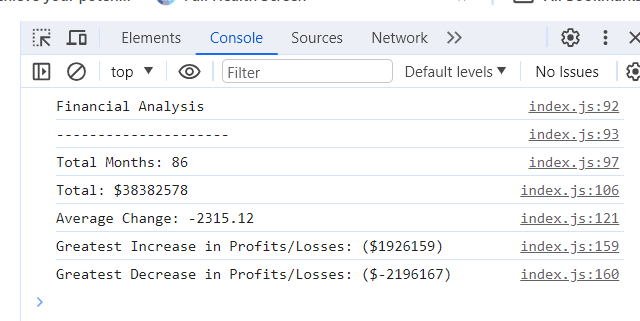 Elements Console Sources Network
top Filter Default levels No Issues
Financial Analysis index.js:92
--------------------- index.js:93
Total Months: 86 index.js:97
Total: $38382578 index.js:106
Average Change: -2315.12 index.js:121
Greatest Increase in Profits/Losses: ($1926159) index.js:159
Greatest Decrease in Profits/Losses: ($-2196167) index.js:160